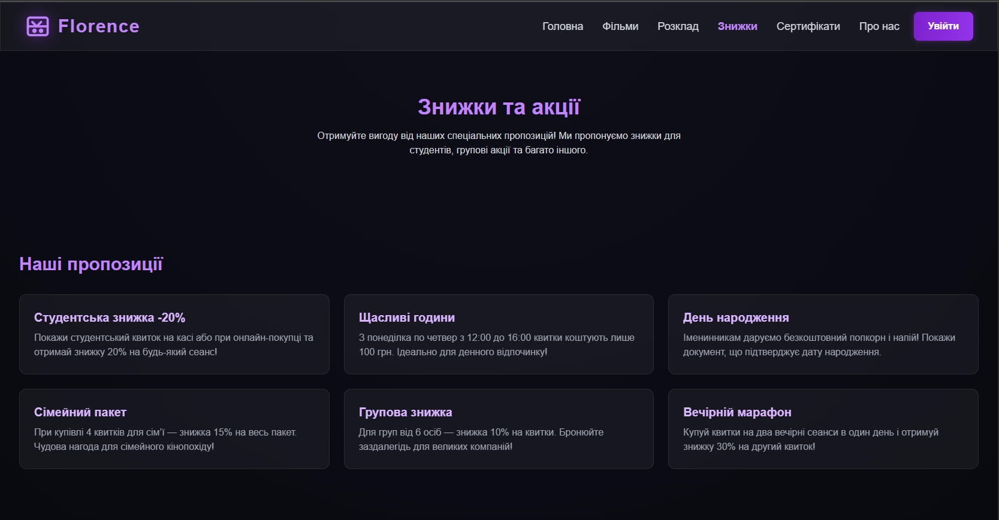 Florence
Головна Фільми Розклад Знижки Сертифікати Про нас Увійти
Знижки та акції
Отримуйте вигоду від наших спеціальних пропозицій! Ми пропонуємо знижки для
студентів, групові акції та багато іншого.
Наші пропозиції
Студентська знижка -20%
Покажи студентський квиток на касі або при онлайн-покупці та
отримай знижку 20% на будь-який сеанс!
Щасливі години
З понеділка по четвер з 12:00 до 16:00 квитки коштують лише
100 грн. Ідеально для денного відпочинку!
День народження
Іменинникам даруємо безкоштовний попкорн і напій! Покажи
документ, що підтверджує дату народження.
Сімейний пакет
При купівлі 4 квитків для сім’ї — знижка 15% на весь пакет.
Чудова нагода для сімейного кінопоходу!
Групова знижка
Для груп від 6 осіб — знижка 10% на квитки. Бронюйте
заздалегідь для великих компаній!
Вечірній марафон
Купуй квитки на два вечірні сеанси в один день і отримуй
знижку 30% на другий квиток!